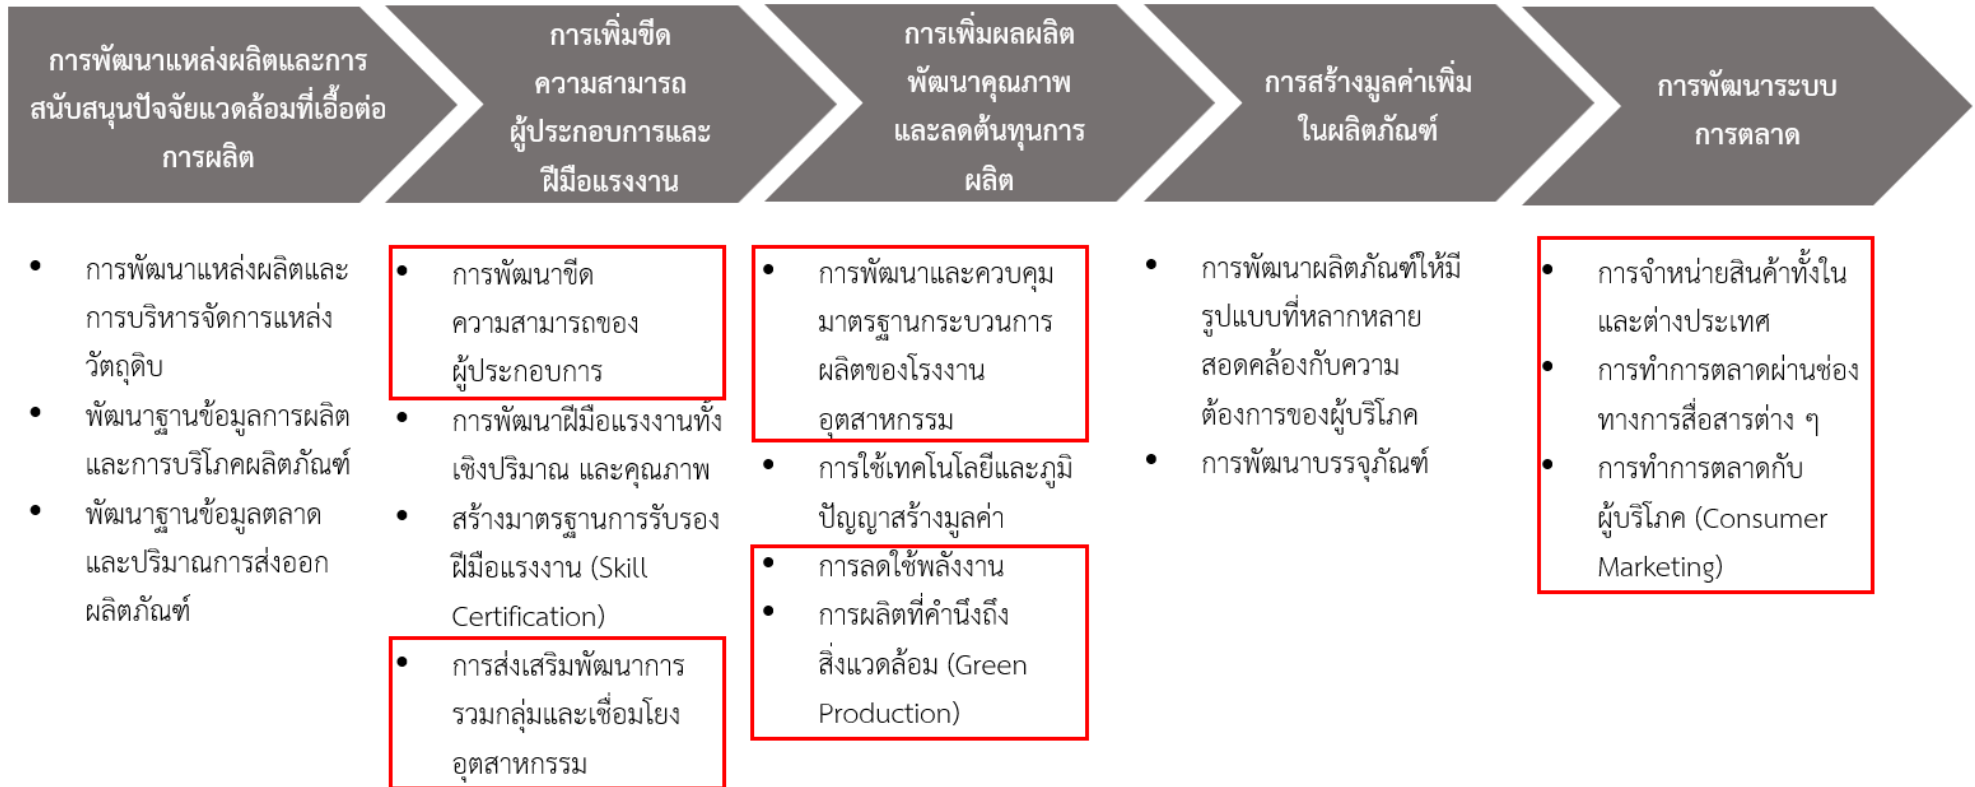 การพัฒนาแหล่งผลิตและการ
สนับสนุนปัจจัยแวดล้อมที่เอื้อต่อ
การผลิต
การเพิ่มขีด
ความสามารถ
ผู้ประกอบการและ
ฝีมือแรงงาน
การเพิ่มผลผลิต
พัฒนาคุณภาพ
และลดต้นทุนการ
ผลิต
การสร้างมูลค่าเพิ่ม
ในผลิตภัณฑ์
การพัฒนาระบบ
การตลาด
• การพัฒนาแหล่งผลิตและ
การบริหารจัดการแหล่ง
วัตถุดิบ
• พัฒนาฐานข้อมูลการผลิต
และการบริโภคผลิตภัณฑ์
• พัฒนาฐานข้อมูลตลาด
และปริมาณการส่งออก
ผลิตภัณฑ์
• การพัฒนาขีด
ความสามารถของ
ผู้ประกอบการ
• การพัฒนาฝีมือแรงงานทั้ง
เชิงปริมาณ และคุณภาพ
• สร้างมาตรฐานการรับรอง
ฝีมือแรงงาน (Skill
Certification)
• การส่งเสริมพัฒนาการ
รวมกลุ่มและเชื่อมโยง
อุตสาหกรรม
• การพัฒนาและควบคุม
มาตรฐานกระบวนการ
ผลิตของโรงงาน
อุตสาหกรรม
• การใช้เทคโนโลยีและภูมิ
ปัญญาสร้างมูลค่า
• การลดใช้พลังงาน
• การผลิตที่คำนึงถึง
สิ่งแวดล้อม (Green
Production)
• การพัฒนาผลิตภัณฑ์ให้มี
รูปแบบที่หลากหลาย
สอดคล้องกับความ
ต้องการของผู้บริโภค
• การพัฒนาบรรจุภัณฑ์
• การจำหน่ายสินค้าทั้งใน
และต่างประเทศ
• การทำการตลาดผ่านช่อง
ทางการสื่อสารต่าง ๆ
• การทำการตลาดกับ
ผู้บริโภค (Consumer
Marketing)